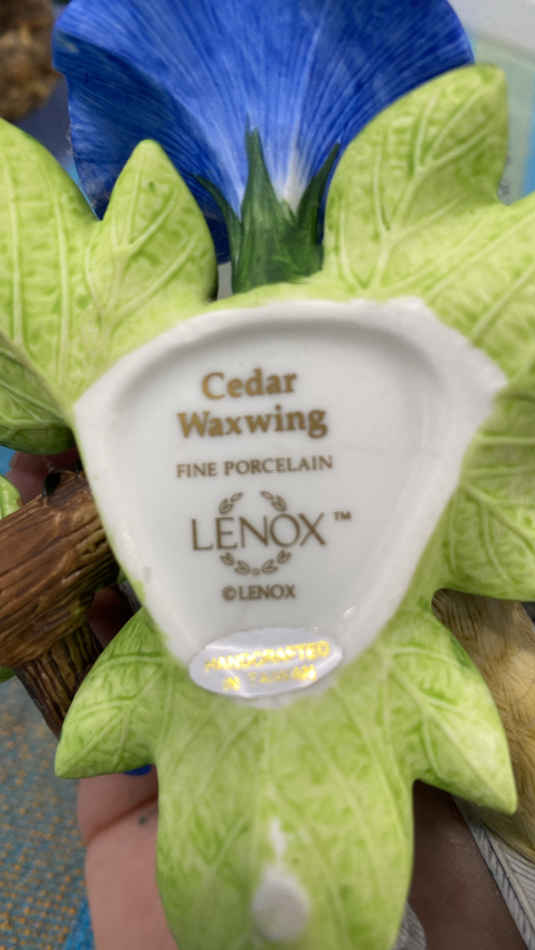 Cedar
Waxwing
FINE PORCELAIN
LENOX™
©LENOX
HANDCRAFTED
IN TAIWAN